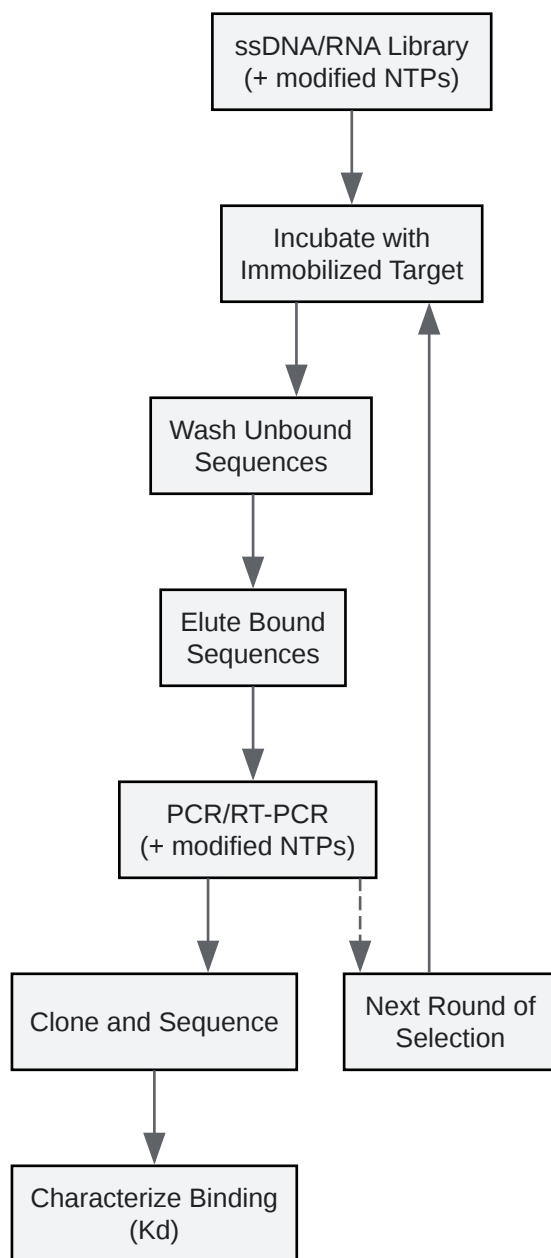 ssDNA/RNA Library
(+ modified NTPs)
Incubate with
Immobilized Target
Wash Unbound
Sequences
Elute Bound
Sequences
PCR/RT-PCR
(+ modified NTPs)
Clone and Sequence
Next Round of
Selection
Characterize Binding
(Kd)